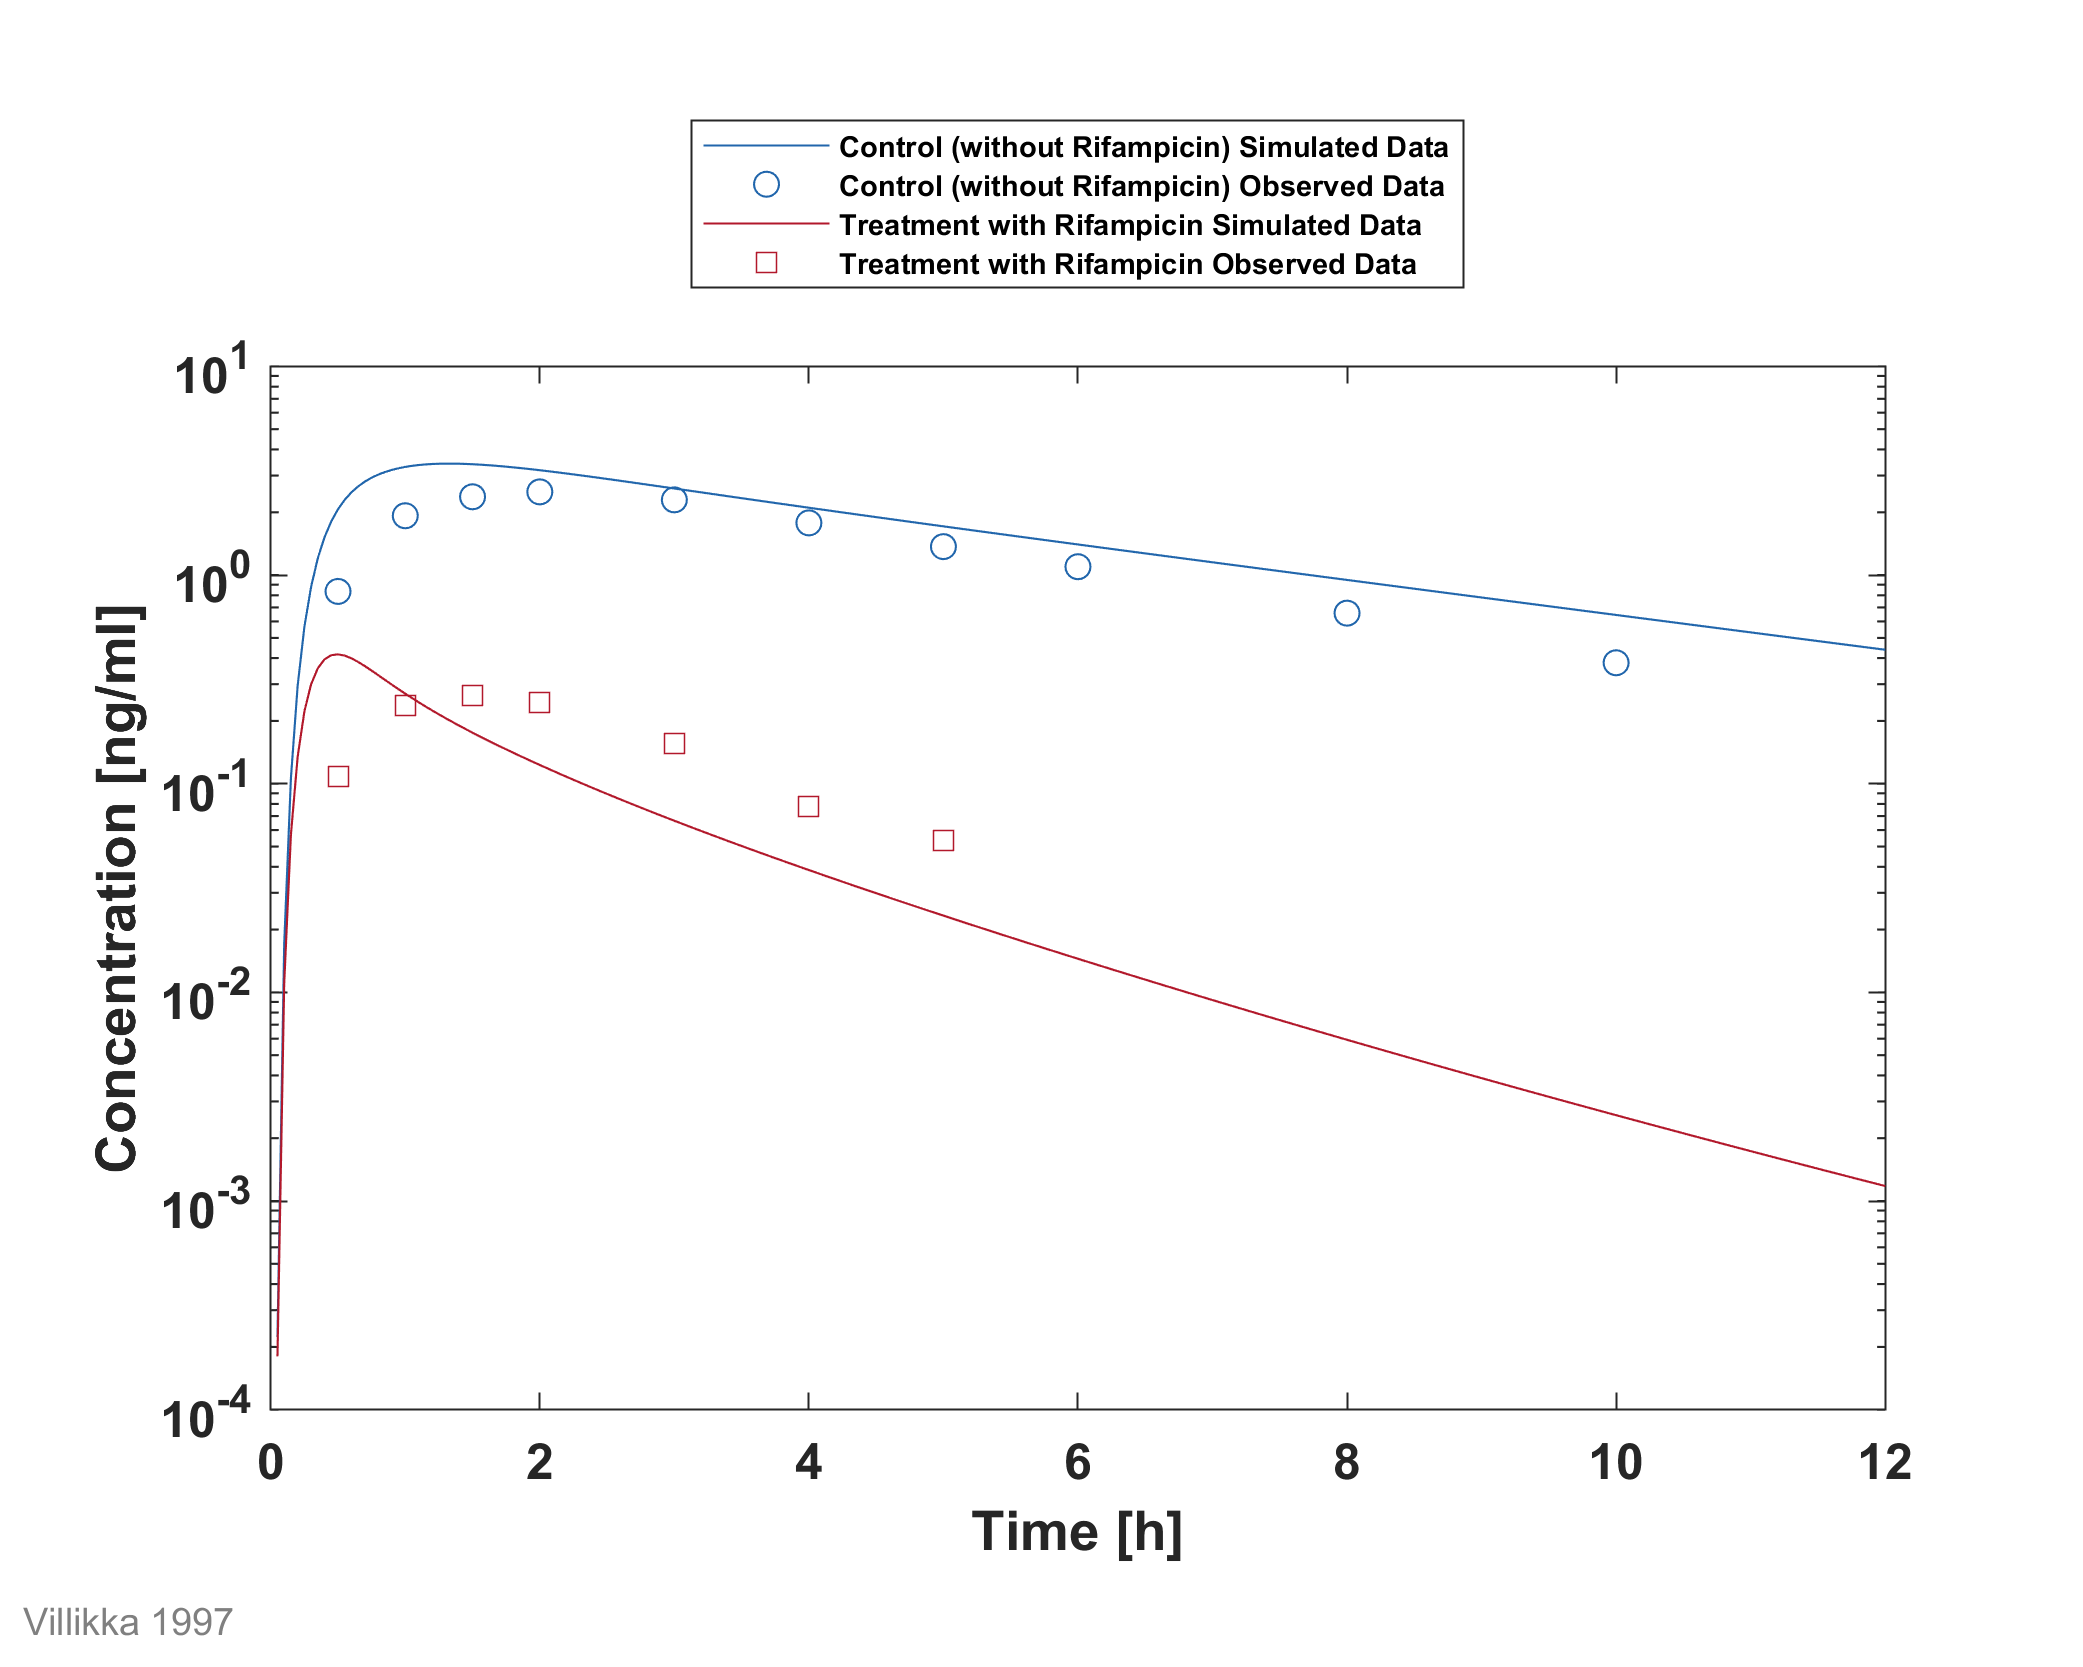 Control (without Rifampicin) Simulated Data
Control (without Rifampicin) Observed Data
Treatment with Rifampicin Simulated Data
Treatment with Rifampicin Observed Data
10^1
10^0
10^-1
10^-2
10^-3
10^-4
Concentration [ng/ml]
0 2 4 6 8 10 12
Time [h]
Villikka 1997